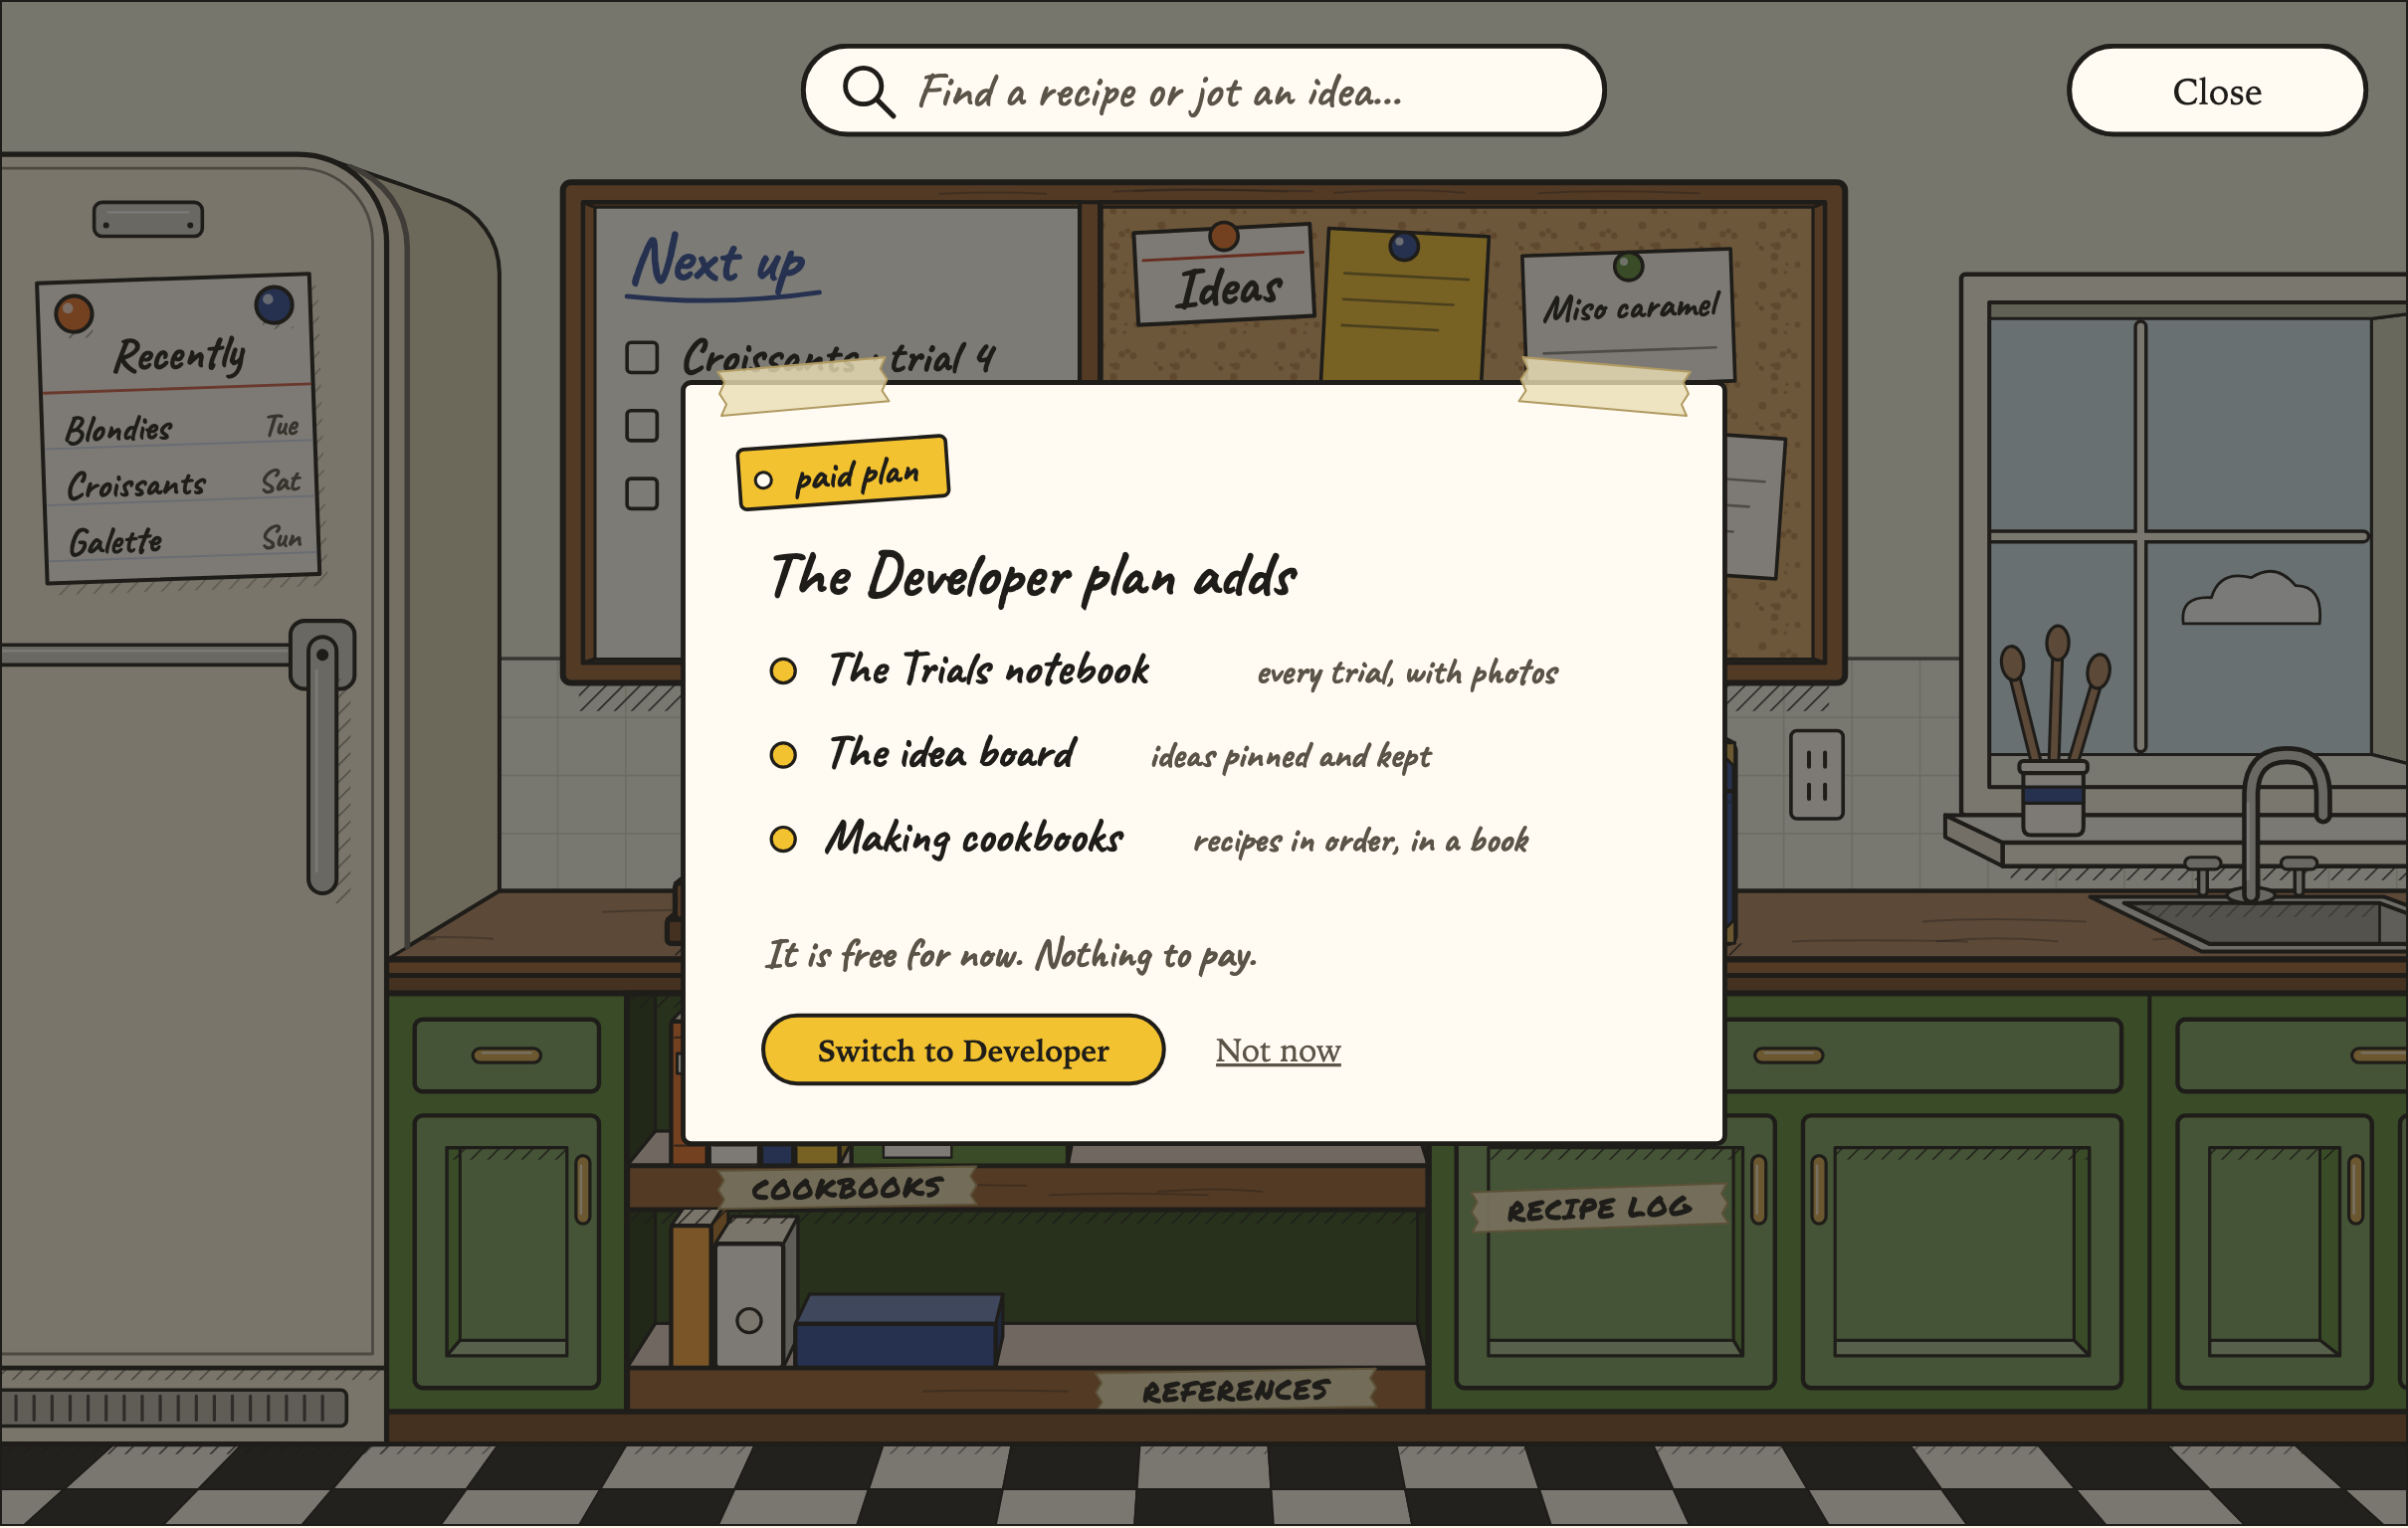 Find a recipe or jot an idea...
Close
Next up
Croissants · trial 4
Ideas
Miso caramel
Recently
Blondies Tue
Croissants Sat
Galette Sun
paid plan
The Developer plan adds
The Trials notebook every trial, with photos
The idea board ideas pinned and kept
Making cookbooks recipes in order, in a book
It is free for now. Nothing to pay.
Switch to Developer Not now
COOKBOOKS
RECIPE LOG
REFERENCES